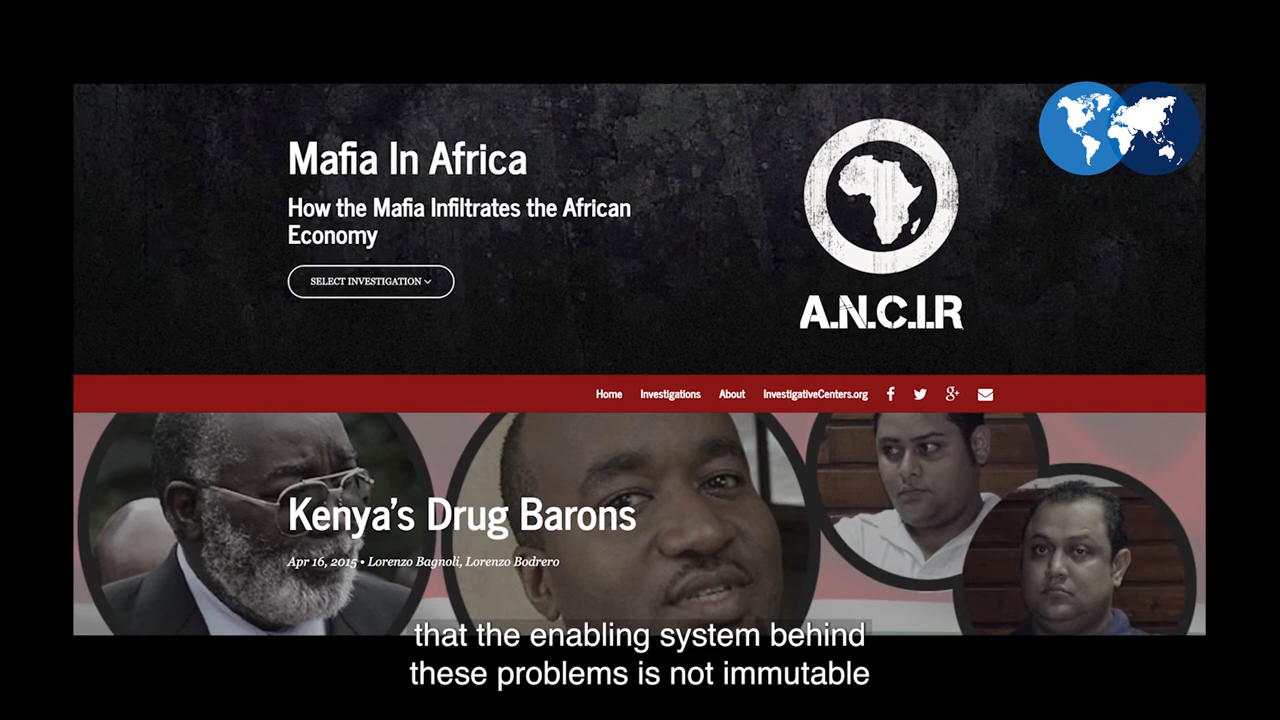 Mafia In Africa
How the Mafia Infiltrates the African
Economy
SELECT INVESTIGATION
A.N.C.I.R
Home Investigations About InvestigativeCenters.org
Kenya's Drug Barons
Apr 16, 2015 • Lorenzo Bagnoli, Lorenzo Bodrero
that the enabling system behind
these problems is not immutable